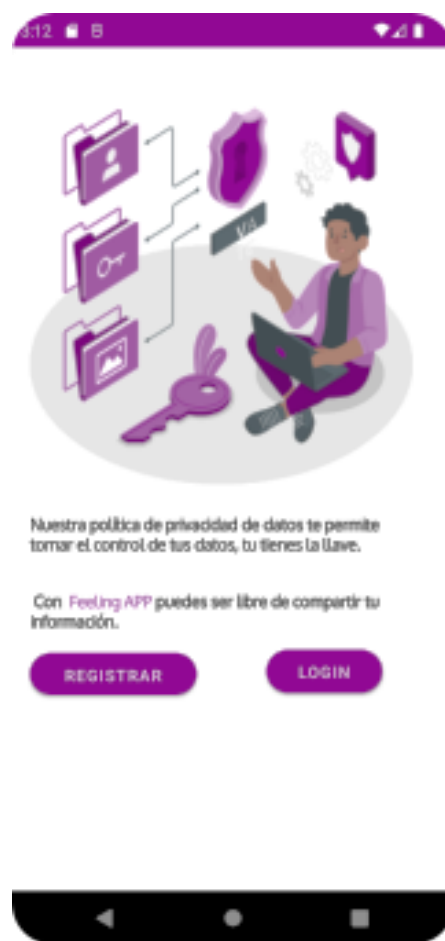 3:12
Nuestra política de privacidad de datos te permite
tomar el control de tus datos, tu tienes la llave.
Con Feeling APP puedes ser libre de compartir tu
información.
REGISTRAR
LOGIN